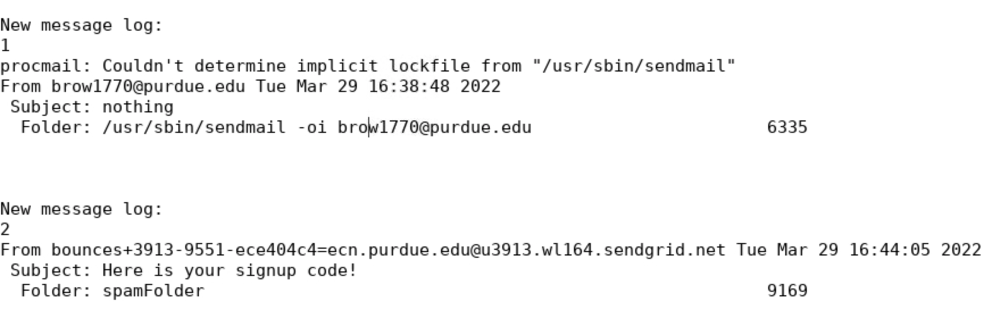 New message log:
1
procmail: Couldn't determine implicit lockfile from "/usr/sbin/sendmail"
From brow1770@purdue.edu Tue Mar 29 16:38:48 2022
 Subject: nothing
  Folder: /usr/sbin/sendmail -oi brow1770@purdue.edu                       6335
New message log:
2
From bounces+3913-9551-ece404c4=ecn.purdue.edu@u3913.wl164.sendgrid.net Tue Mar 29 16:44:05 2022
 Subject: Here is your signup code!
  Folder: spamFolder                                                       9169